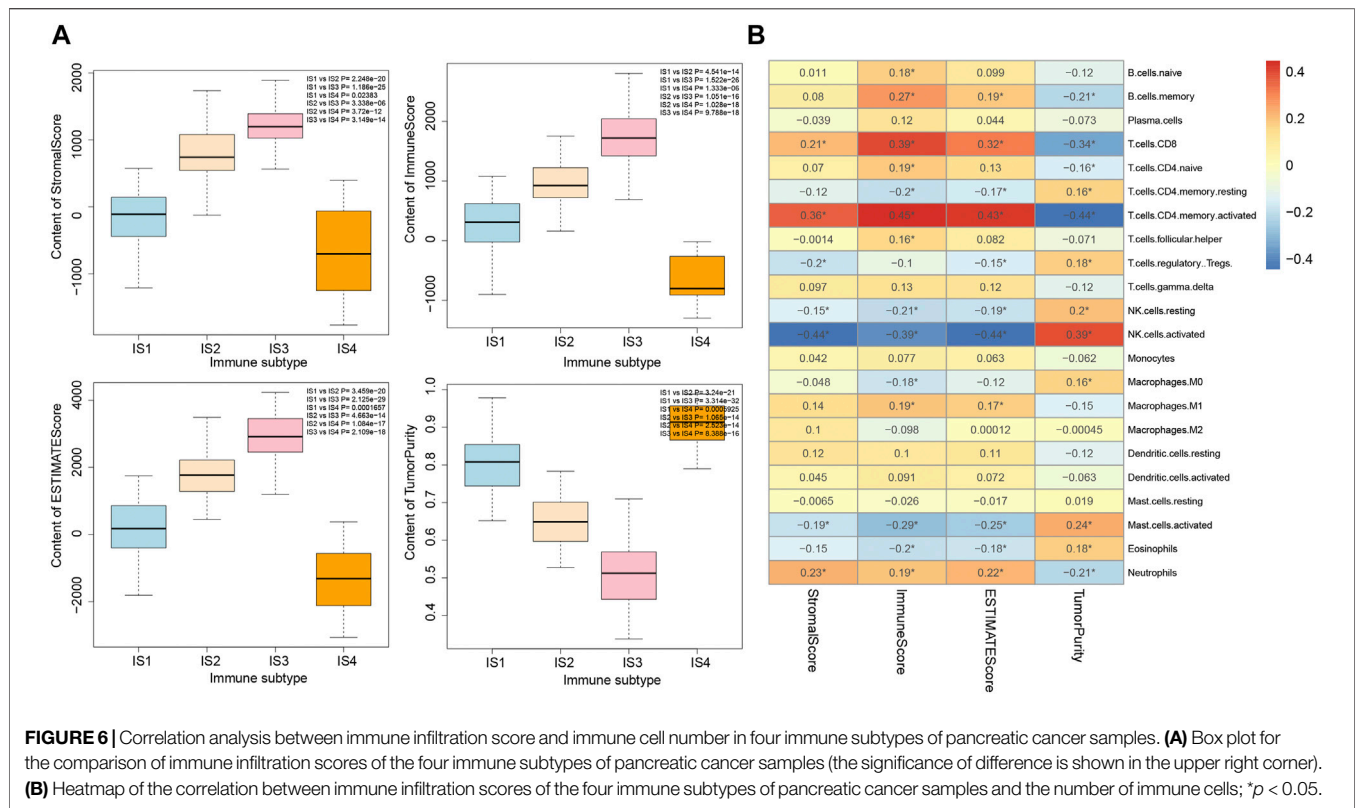 A
Content of StromalScore
2000
1000
0
−1000
IS1 vs IS2 P= 2.248e−20
IS1 vs IS3 P= 1.186e−25
IS1 vs IS4 P= 0.02383
IS2 vs IS3 P= 3.338e−06
IS2 vs IS4 P= 3.72e−12
IS3 vs IS4 P= 3.149e−14
IS1 IS2 IS3 IS4
Immune subtype
Content of ImmuneScore
2000
1000
0
−1000
IS1 vs IS2 P= 4.541e−14
IS1 vs IS3 P= 1.522e−26
IS1 vs IS4 P= 1.333e−06
IS2 vs IS3 P= 1.051e−16
IS2 vs IS4 P= 1.028e−18
IS3 vs IS4 P= 9.788e−18
IS1 IS2 IS3 IS4
Immune subtype
Content of ESTIMATEScore
4000
2000
0
−2000
IS1 vs IS2 P= 3.459e−20
IS1 vs IS3 P= 2.125e−29
IS1 vs IS4 P= 0.0001657
IS2 vs IS3 P= 4.663e−14
IS2 vs IS4 P= 1.084e−17
IS3 vs IS4 P= 2.109e−18
IS1 IS2 IS3 IS4
Immune subtype
Content of TumorPurity
1.0
0.9
0.8
0.7
0.6
0.5
0.4
IS1 vs IS2 P= 3.24e−21
IS1 vs IS3 P= 3.314e−32
IS1 vs IS4 P= 0.0005925
IS2 vs IS3 P= 1.065e−14
IS2 vs IS4 P= 2.823e−14
IS3 vs IS4 P= 8.388e−16
IS1 IS2 IS3 IS4
Immune subtype
B
0.011 0.18* 0.099 −0.12 B.cells.naive
0.08 0.27* 0.19* −0.21* B.cells.memory
−0.039 0.12 0.044 −0.073 Plasma.cells
0.21* 0.39* 0.32* −0.34* T.cells.CD8
0.07 0.19* 0.13 −0.16* T.cells.CD4.naive
−0.12 −0.2* −0.17* 0.16* T.cells.CD4.memory.resting
0.36* 0.45* 0.43* −0.44* T.cells.CD4.memory.activated
−0.0014 0.16* 0.082 −0.071 T.cells.follicular.helper
−0.2* −0.1 −0.15* 0.18* T.cells.regulatory..Tregs.
0.097 0.13 0.12 −0.12 T.cells.gamma.delta
−0.15* −0.21* −0.19* 0.2* NK.cells.resting
−0.44* −0.39* −0.44* 0.39* NK.cells.activated
0.042 0.077 0.063 −0.062 Monocytes
−0.048 −0.18* −0.12 0.16* Macrophages.M0
0.14 0.19* 0.17* −0.15 Macrophages.M1
0.1 −0.098 0.00012 −0.00045 Macrophages.M2
0.12 0.1 0.11 −0.12 Dendritic.cells.resting
0.045 0.091 0.072 −0.063 Dendritic.cells.activated
−0.0065 −0.026 −0.017 0.019 Mast.cells.resting
−0.19* −0.29* −0.25* 0.24* Mast.cells.activated
−0.15 −0.2* −0.18* 0.18* Eosinophils
0.23* 0.19* 0.22* −0.21* Neutrophils
StromalScore
ImmuneScore
ESTIMATEScore
TumorPurity
0.4
0.2
0
−0.2
−0.4
FIGURE 6 | Correlation analysis between immune infiltration score and immune cell number in four immune subtypes of pancreatic cancer samples. (A) Box plot for
the comparison of immune infiltration scores of the four immune subtypes of pancreatic cancer samples (the significance of difference is shown in the upper right corner).
(B) Heatmap of the correlation between immune infiltration scores of the four immune subtypes of pancreatic cancer samples and the number of immune cells; *p < 0.05.